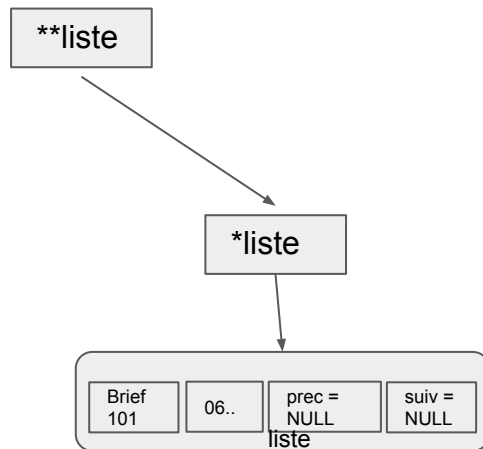 **liste
*liste
Brief
101
06..
prec =
NULL
suiv =
NULL
liste